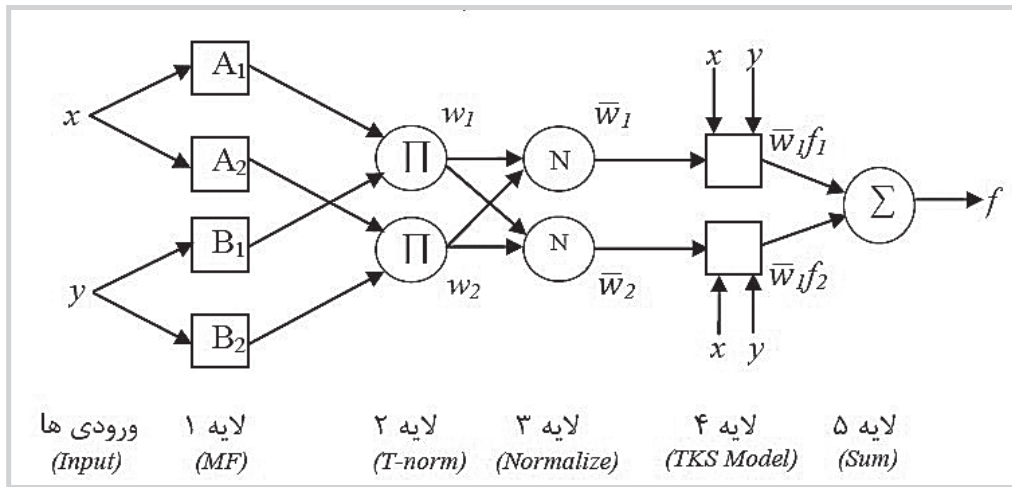 x
y
A₁
A₂
B₁
B₂
∏
∏
w₁
w₂
N
N
w̅₁
w̅₂
x y
x y
w̅₁f₁
w̅₁f₂
Σ
f
ورودی ها
(Input)
لایه ۱
(MF)
لایه ۲
(T-norm)
لایه ۳
(Normalize)
لایه ۴
(TKS Model)
لایه ۵
(Sum)